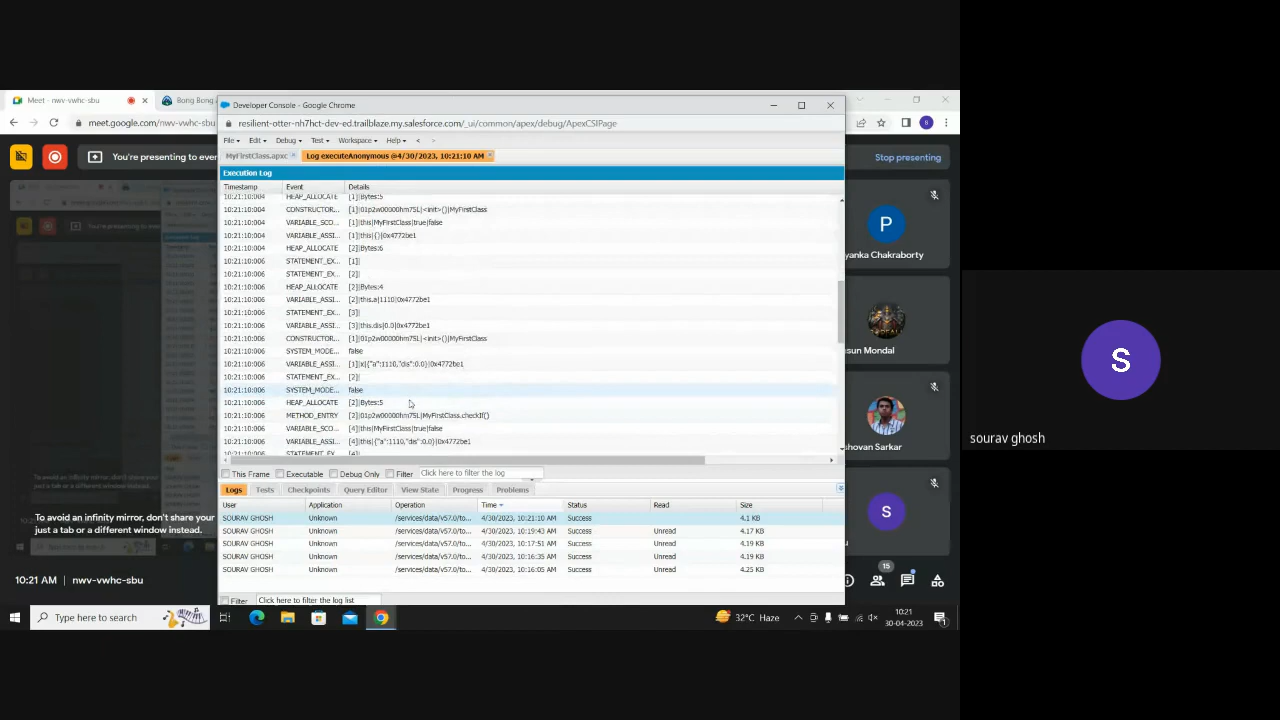 Meet - nwv-vwhc-sbu
Bong Bong
meet.google.com/nwv-vwhc-sbu
You're presenting to ever
Stop presenting
Developer Console - Google Chrome
resilient-otter-nh7hct-dev-ed.trailblaze.my.salesforce.com/_ui/common/apex/debug/ApexCSIPage
File Edit Debug Test Workspace Help < >
MyFirstClass.apxc Log executeAnonymous @4/30/2023, 10:21:10 AM
Execution Log
Timestamp Event Details
10:21:10:004 HEAP_ALLOCATE [1]|Bytes:5
10:21:10:004 CONSTRUCTOR... [1]|01p2w00000hm75L|<init>()|MyFirstClass
10:21:10:004 VARIABLE_SCO... [1]|this|MyFirstClass|true|false
10:21:10:004 VARIABLE_ASSI... [1]|this|{}|0x4772be1
10:21:10:006 HEAP_ALLOCATE [2]|Bytes:6
10:21:10:006 STATEMENT_EX... [1]|
10:21:10:006 STATEMENT_EX... [2]|
10:21:10:006 HEAP_ALLOCATE [2]|Bytes:4
10:21:10:006 VARIABLE_ASSI... [2]|this.a|1110|0x4772be1
10:21:10:006 STATEMENT_EX... [3]|
10:21:10:006 VARIABLE_ASSI... [3]|this.dis|0.0|0x4772be1
10:21:10:006 CONSTRUCTOR... [1]|01p2w00000hm75L|<init>()|MyFirstClass
10:21:10:006 SYSTEM_MODE... false
10:21:10:006 VARIABLE_ASSI... [1]|x|{"a":1110,"dis":0.0}|0x4772be1
10:21:10:006 STATEMENT_EX... [2]|
10:21:10:006 SYSTEM_MODE... false
10:21:10:006 HEAP_ALLOCATE [2]|Bytes:5
10:21:10:006 METHOD_ENTRY [2]|01p2w00000hm75L|MyFirstClass.checkIf()
10:21:10:006 VARIABLE_SCO... [4]|this|MyFirstClass|true|false
10:21:10:006 VARIABLE_ASSI... [4]|this|{"a":1110,"dis":0.0}|0x4772be1
10:21:10:006 STATEMENT_EX... [4]|
This Frame Executable Debug Only Filter Click here to filter the log
Logs Tests Checkpoints Query Editor View State Progress Problems
User Application Operation Time Status Read Size
SOURAV GHOSH Unknown /services/data/v57.0/to... 4/30/2023, 10:21:10 AM Success 4.1 KB
SOURAV GHOSH Unknown /services/data/v57.0/to... 4/30/2023, 10:19:43 AM Success Unread 4.17 KB
SOURAV GHOSH Unknown /services/data/v57.0/to... 4/30/2023, 10:17:51 AM Success Unread 4.19 KB
SOURAV GHOSH Unknown /services/data/v57.0/to... 4/30/2023, 10:16:35 AM Success Unread 4.19 KB
SOURAV GHOSH Unknown /services/data/v57.0/to... 4/30/2023, 10:16:05 AM Success Unread 4.25 KB
Filter Click here to filter the log list
To avoid an infinity mirror, don't share your
just a tab or a different window instead.
10:21 AM | nwv-vwhc-sbu
P
yanka Chakraborty
sun Mondal
shovan Sarkar
S
15
S
sourav ghosh
Type here to search
32°C Haze
10:21
30-04-2023